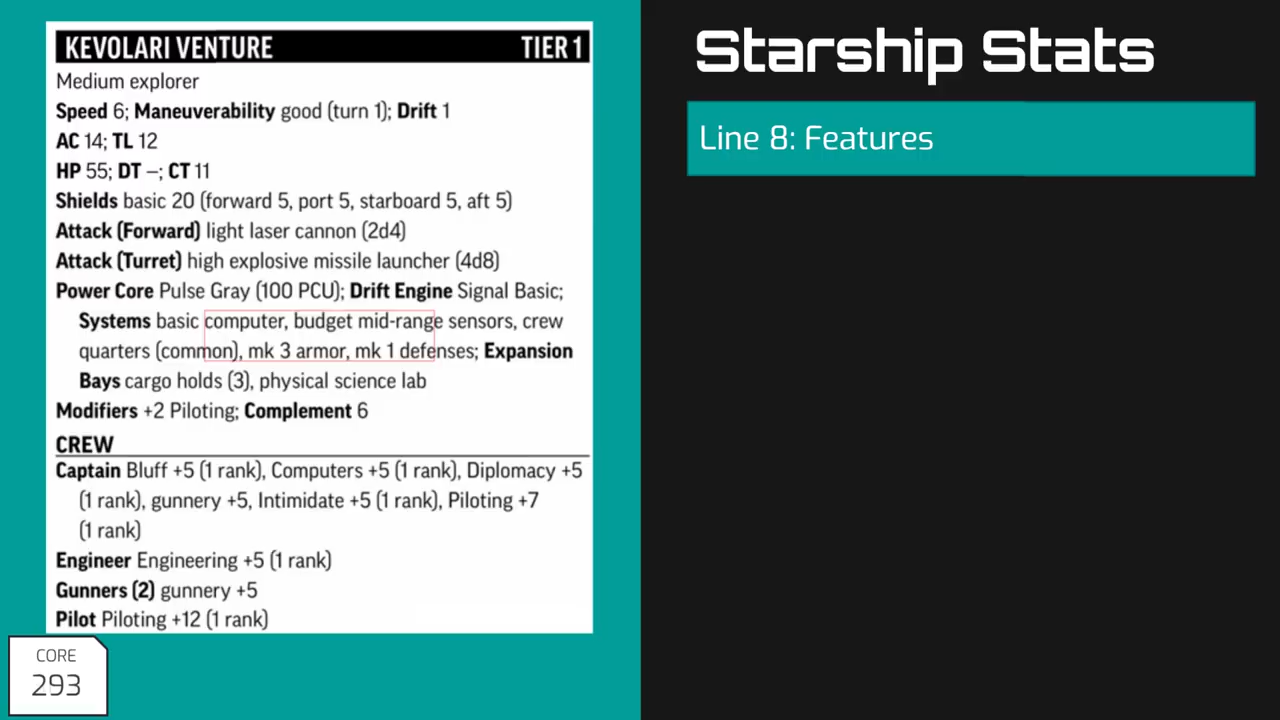 KEVOLARI VENTURE TIER 1
Medium explorer
Speed 6; Maneuverability good (turn 1); Drift 1
AC 14; TL 12
HP 55; DT –; CT 11
Shields basic 20 (forward 5, port 5, starboard 5, aft 5)
Attack (Forward) light laser cannon (2d4)
Attack (Turret) high explosive missile launcher (4d8)
Power Core Pulse Gray (100 PCU); Drift Engine Signal Basic;
Systems basic computer, budget mid-range sensors, crew
quarters (common), mk 3 armor, mk 1 defenses; Expansion
Bays cargo holds (3), physical science lab
Modifiers +2 Piloting; Complement 6
CREW
Captain Bluff +5 (1 rank), Computers +5 (1 rank), Diplomacy +5
(1 rank), gunnery +5, Intimidate +5 (1 rank), Piloting +7
(1 rank)
Engineer Engineering +5 (1 rank)
Gunners (2) gunnery +5
Pilot Piloting +12 (1 rank)
CORE
293
Starship Stats
Line 8: Features